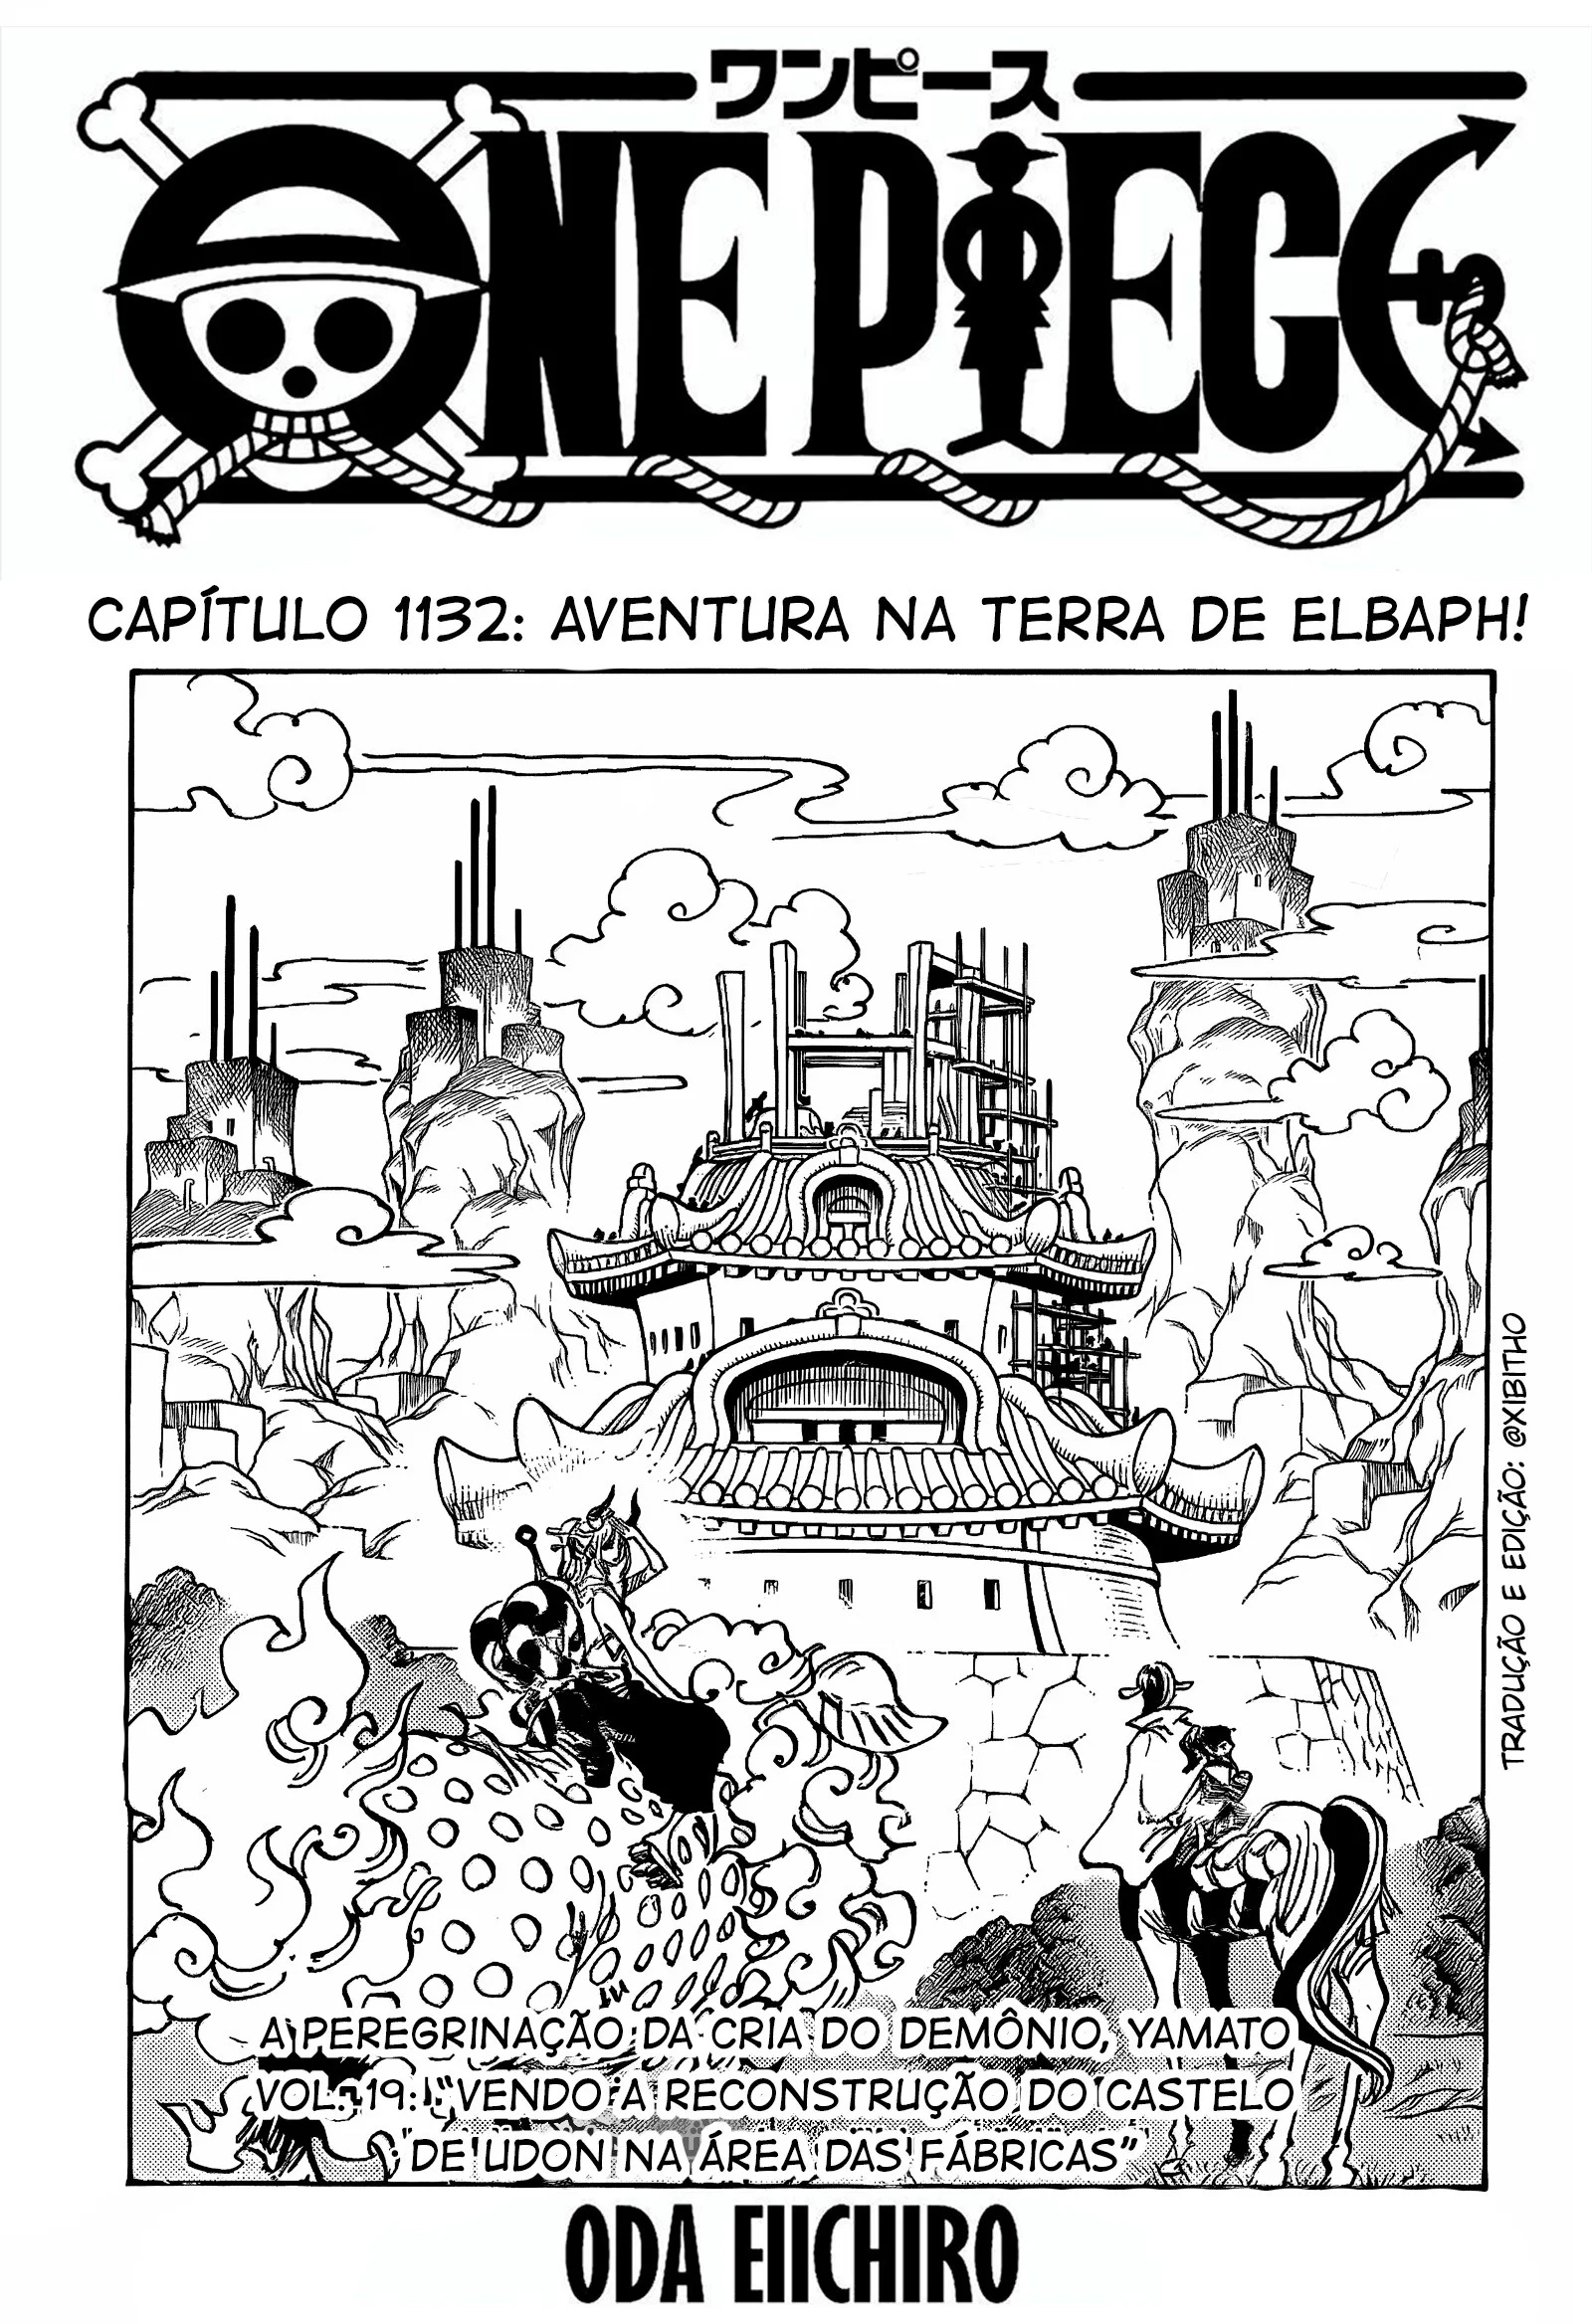 ワンピース
ONE PIECE
CAPÍTULO 1132: AVENTURA NA TERRA DE ELBAPH!
TRADUÇÃO E EDIÇÃO: @XIBITHO
A PEREGRINAÇÃO DA CRIA DO DEMÔNIO, YAMATO
VOL. 19: "VENDO A RECONSTRUÇÃO DO CASTELO
DE UDON NA ÁREA DAS FÁBRICAS"
ODA EIICHIRO